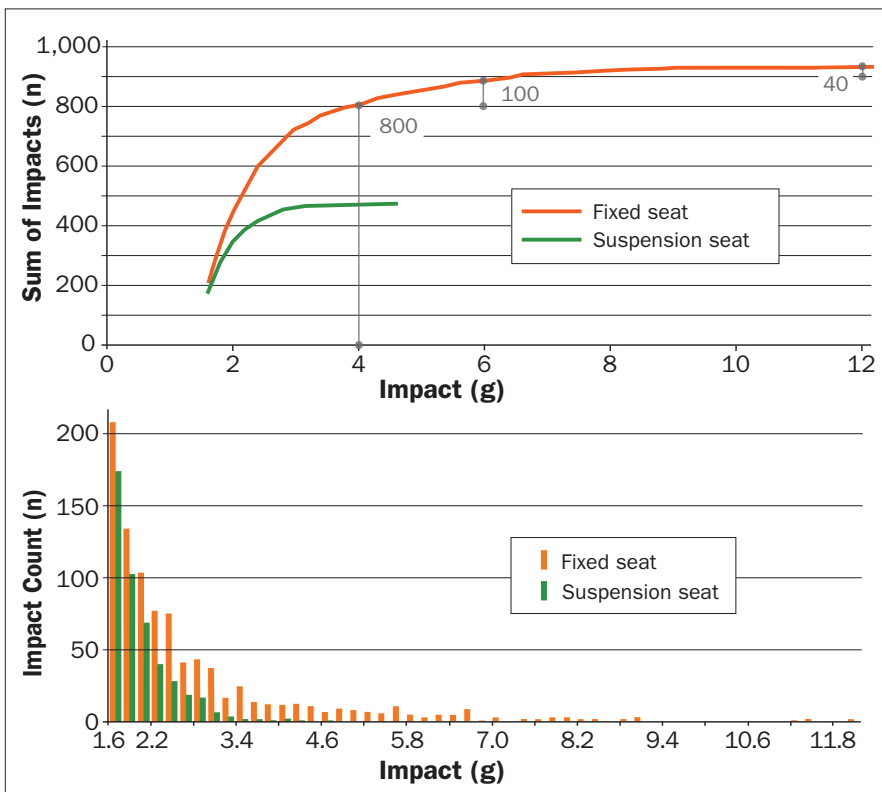 1,000
800
600
400
200
0
Sum of Impacts (n)
800
100
40
Fixed seat
Suspension seat
0 2 4 6 8 10 12
Impact (g)
200
150
100
50
0
Impact Count (n)
Fixed seat
Suspension seat
1.6 2.2 3.4 4.6 5.8 7.0 8.2 9.4 10.6 11.8
Impact (g)